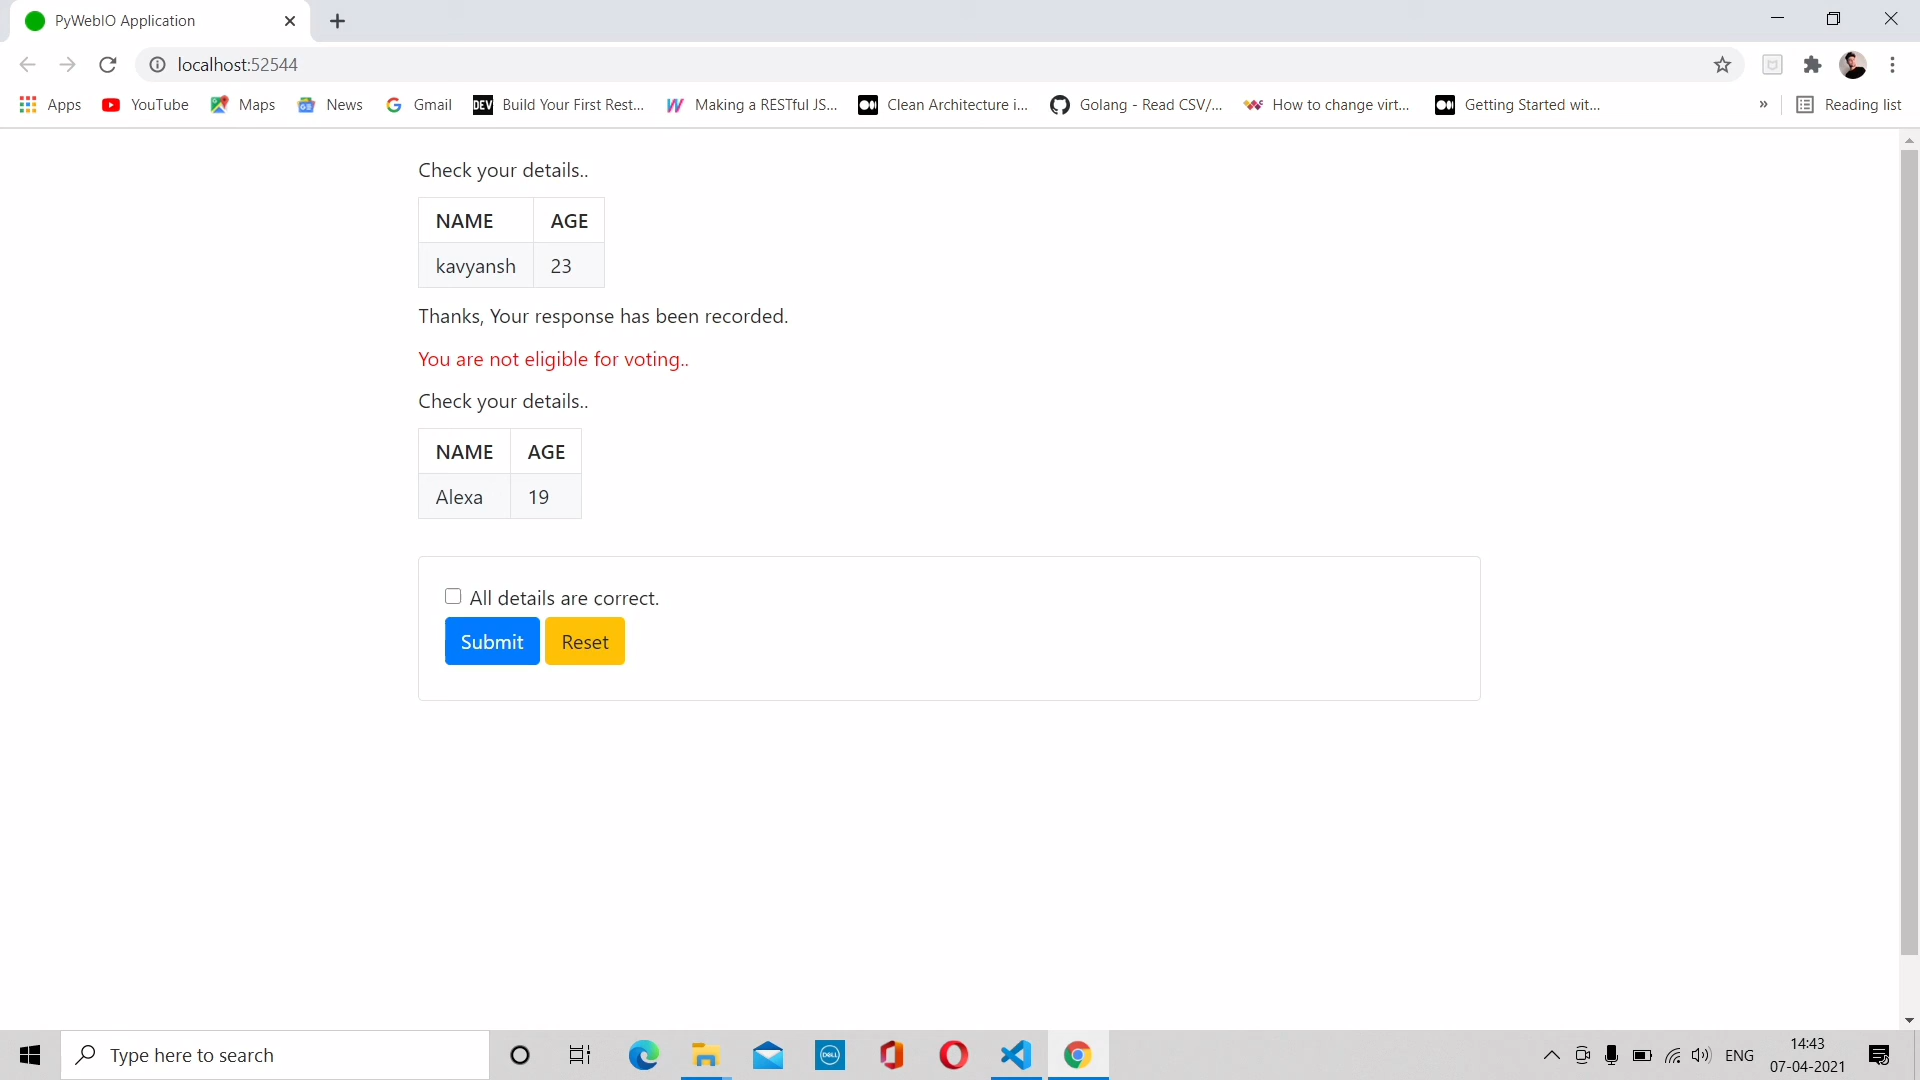 PyWebIO Application
localhost:52544
Apps YouTube Maps News Gmail DEV Build Your First Rest... Making a RESTful JS... Clean Architecture i... Golang - Read CSV/... How to change virt... Getting Started wit... » Reading list
Check your details..
NAME AGE
kavyansh 23
Thanks, Your response has been recorded.
You are not eligible for voting..
Check your details..
NAME AGE
Alexa 19
All details are correct.
Submit Reset
Type here to search DELL ENG 14:43
07-04-2021